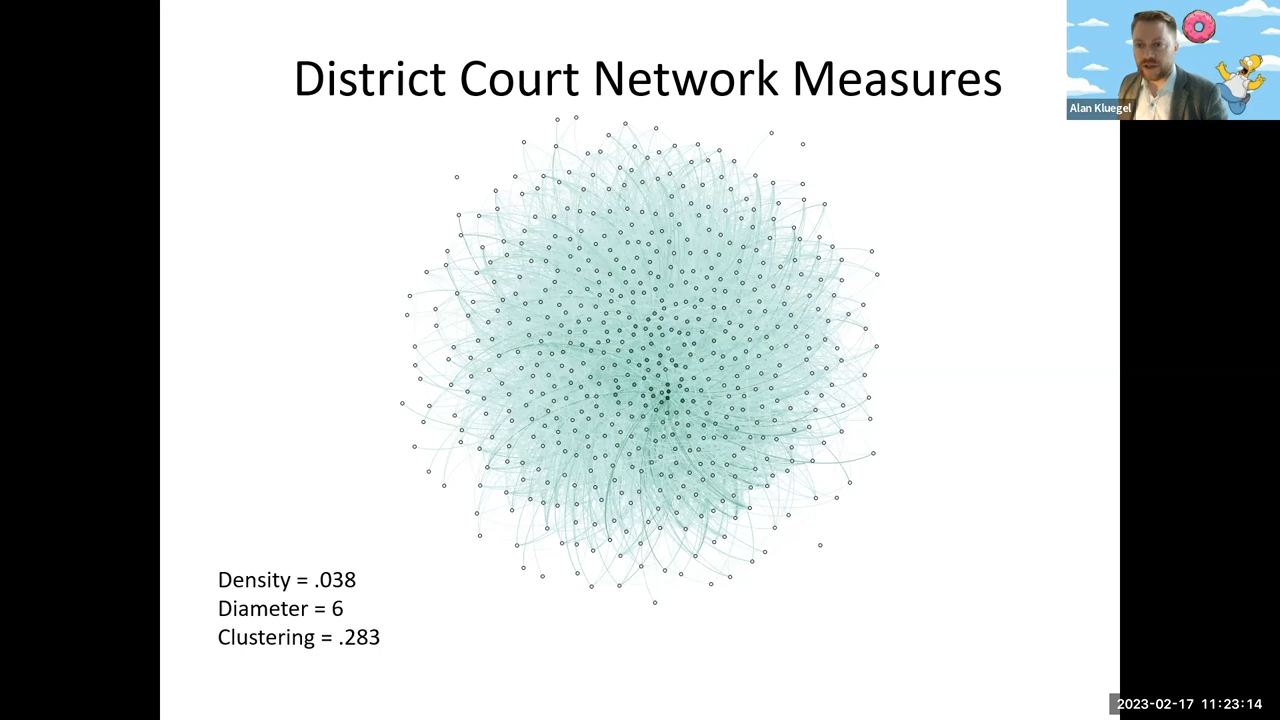 District Court Network Measures
Alan Kluegel
Density = .038
Diameter = 6
Clustering = .283
2023-02-17 11:23:14